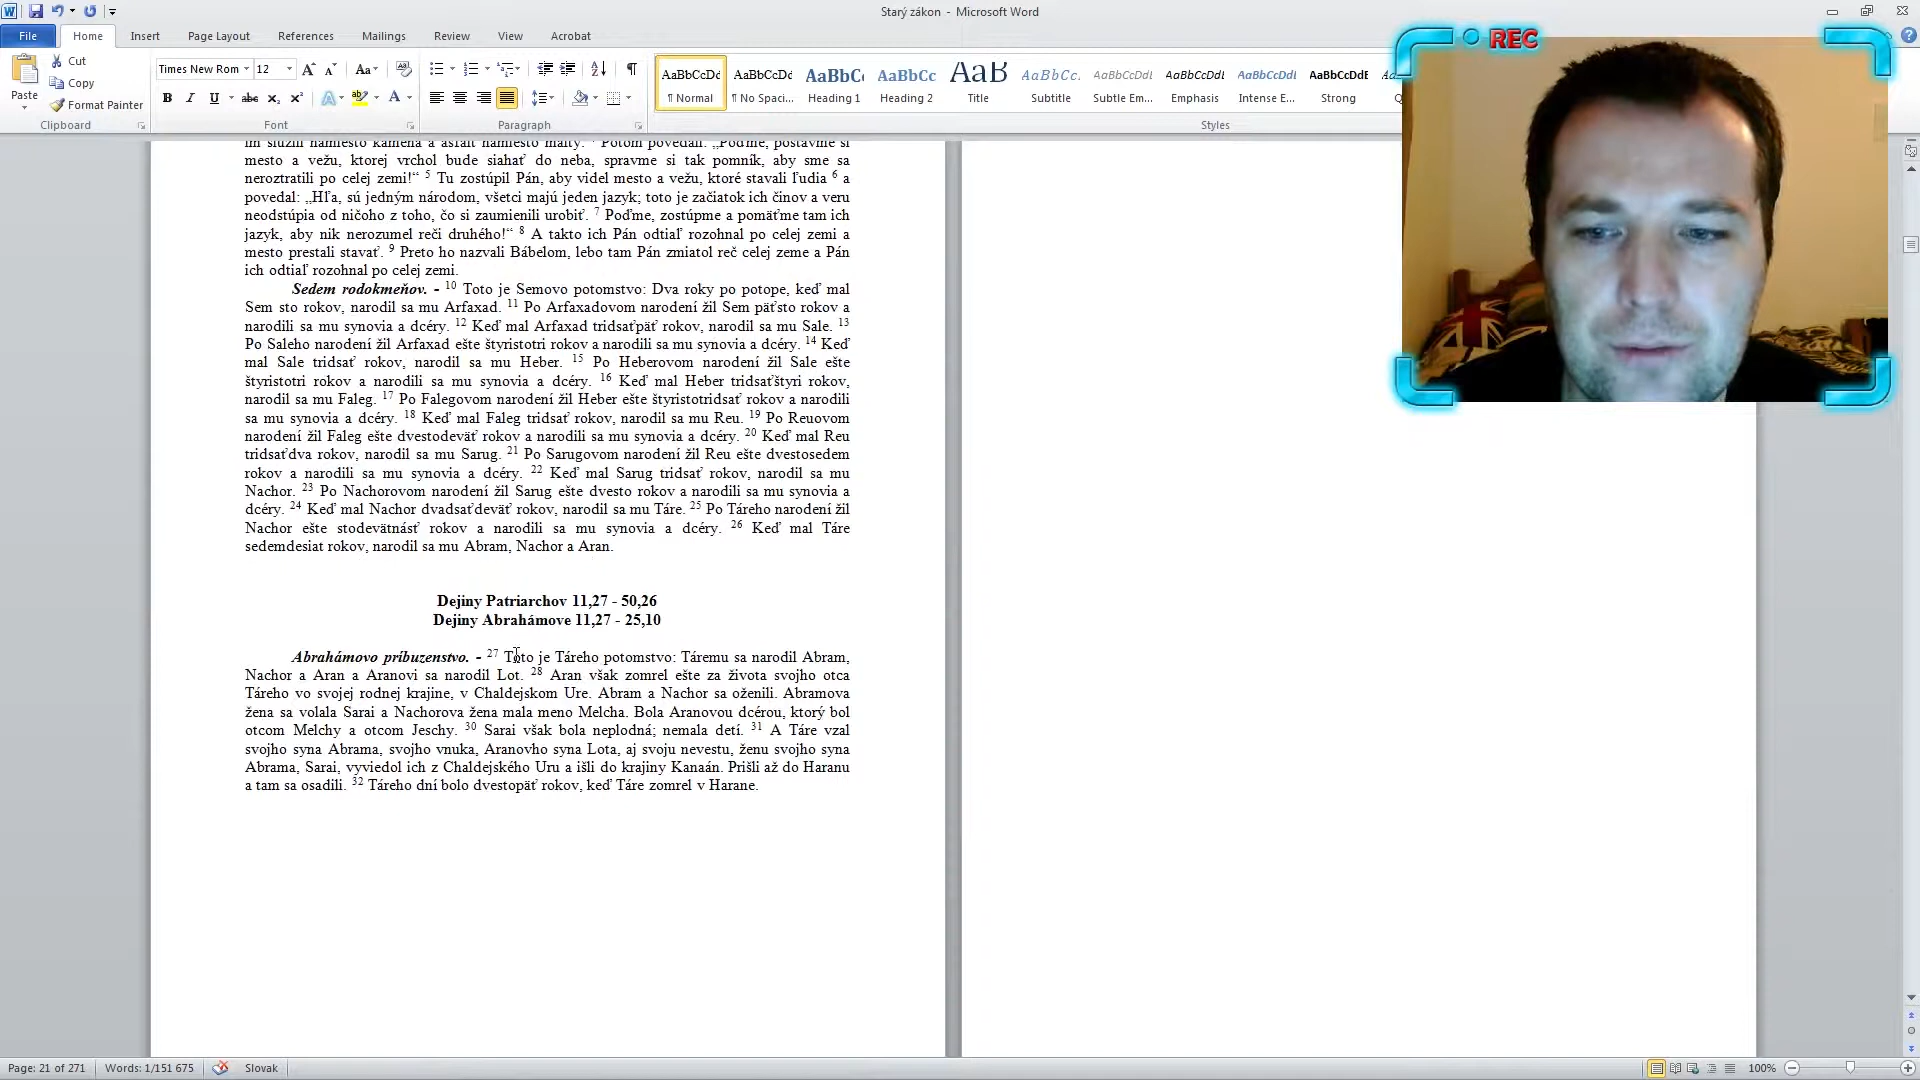 Starý zákon - Microsoft Word
File Home Insert Page Layout References Mailings Review View Acrobat
REC
Paste
Cut
Copy
Format Painter
Clipboard
Times New Rom 12
Font
Paragraph
AaBbCcDd AaBbCcDd AaBbC AaBbCc AaB AaBbCc. AaBbCcDdI AaBbCcDdI AaBbCcDdI AaBbCcDdE
¶ Normal ¶ No Spaci... Heading 1 Heading 2 Title Subtitle Subtle Em... Emphasis Intense E... Strong
Styles
im slúžili namiesto kameňa a asfalt namiesto malty. Potom povedali: „Poďme, postavme si
mesto a vežu, ktorej vrchol bude siahať do neba, spravme si tak pomník, aby sme sa
neroztratili po celej zemi!“ 5 Tu zostúpil Pán, aby videl mesto a vežu, ktoré stavali ľudia 6 a
povedal: „Hľa, sú jedným národom, všetci majú jeden jazyk; toto je začiatok ich činov a veru
neodstúpia od ničoho z toho, čo si zaumienili urobiť. 7 Poďme, zostúpme a pomäťme tam ich
jazyk, aby nik nerozumel reči druhého!“ 8 A takto ich Pán odtiaľ rozohnal po celej zemi a
mesto prestali stavať. 9 Preto ho nazvali Bábelom, lebo tam Pán zmiatol reč celej zeme a Pán
ich odtiaľ rozohnal po celej zemi.
Sedem rodokmeňov. - 10 Toto je Semovo potomstvo: Dva roky po potope, keď mal
Sem sto rokov, narodil sa mu Arfaxad. 11 Po Arfaxadovom narodení žil Sem päťsto rokov a
narodili sa mu synovia a dcéry. 12 Keď mal Arfaxad tridsaťpäť rokov, narodil sa mu Sale. 13
Po Saleho narodení žil Arfaxad ešte štyristotri rokov a narodili sa mu synovia a dcéry. 14 Keď
mal Sale tridsať rokov, narodil sa mu Heber. 15 Po Heberovom narodení žil Sale ešte
štyristotri rokov a narodili sa mu synovia a dcéry. 16 Keď mal Heber tridsaťštyri rokov,
narodil sa mu Faleg. 17 Po Falegovom narodení žil Heber ešte štyristotridsať rokov a narodili
sa mu synovia a dcéry. 18 Keď mal Faleg tridsať rokov, narodil sa mu Reu. 19 Po Reuovom
narodení žil Faleg ešte dvestodeväť rokov a narodili sa mu synovia a dcéry. 20 Keď mal Reu
tridsaťdva rokov, narodil sa mu Sarug. 21 Po Sarugovom narodení žil Reu ešte dvestosedem
rokov a narodili sa mu synovia a dcéry. 22 Keď mal Sarug tridsať rokov, narodil sa mu
Nachor. 23 Po Nachorovom narodení žil Sarug ešte dvesto rokov a narodili sa mu synovia a
dcéry. 24 Keď mal Nachor dvadsaťdeväť rokov, narodil sa mu Táre. 25 Po Táreho narodení žil
Nachor ešte stodevätnásť rokov a narodili sa mu synovia a dcéry. 26 Keď mal Táre
sedemdesiat rokov, narodil sa mu Abram, Nachor a Aran.
Dejiny Patriarchov 11,27 - 50,26
Dejiny Abrahámove 11,27 - 25,10
Abrahámovo príbuzenstvo. - 27 Toto je Táreho potomstvo: Táremu sa narodil Abram,
Nachor a Aran a Aranovi sa narodil Lot. 28 Aran však zomrel ešte za života svojho otca
Táreho vo svojej rodnej krajine, v Chaldejskom Ure. Abram a Nachor sa oženili. Abramova
žena sa volala Sarai a Nachorova žena mala meno Melcha. Bola Aranovou dcérou, ktorý bol
otcom Melchy a otcom Jeschy. 30 Sarai však bola neplodná; nemala detí. 31 A Táre vzal
svojho syna Abrama, svojho vnuka, Aranovho syna Lota, aj svoju nevestu, ženu svojho syna
Abrama, Sarai, vyviedol ich z Chaldejského Uru a išli do krajiny Kanaán. Prišli až do Haranu
a tam sa osadili. 32 Táreho dní bolo dvestopäť rokov, keď Táre zomrel v Harane.
Page: 21 of 271 Words: 1/151 675 Slovak 100%